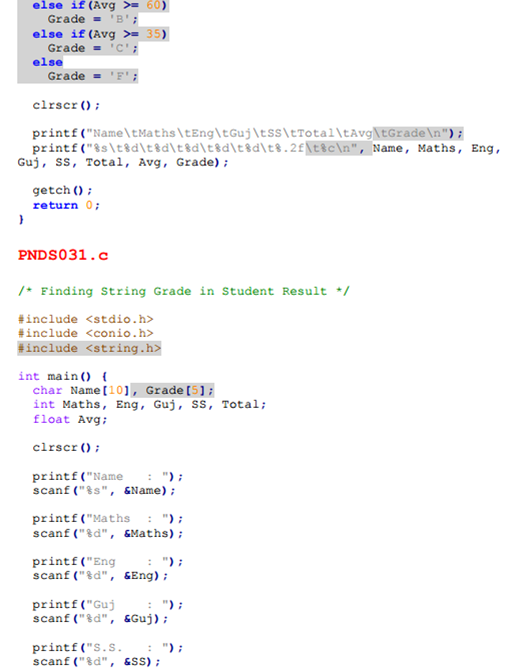 else if(Avg >= 60)
Grade = 'B';
else if(Avg >= 35)
Grade = 'C';
else
Grade = 'F';
clrscr();
printf("Name\tMaths\tEng\tGuj\tSS\tTotal\tAvg\tGrade\n");
printf("%s\t%d\t%d\t%d\t%d\t%d\t%.2f\t%c\n", Name, Maths, Eng,
Guj, SS, Total, Avg, Grade);
getch();
return 0;
}
PNDS031.c
/* Finding String Grade in Student Result */
#include <stdio.h>
#include <conio.h>
#include <string.h>
int main() {
char Name[10], Grade[5];
int Maths, Eng, Guj, SS, Total;
float Avg;
clrscr();
printf("Name   : ");
scanf("%s", &Name);
printf("Maths  : ");
scanf("%d", &Maths);
printf("Eng    : ");
scanf("%d", &Eng);
printf("Guj    : ");
scanf("%d", &Guj);
printf("S.S.   : ");
scanf("%d", &SS);